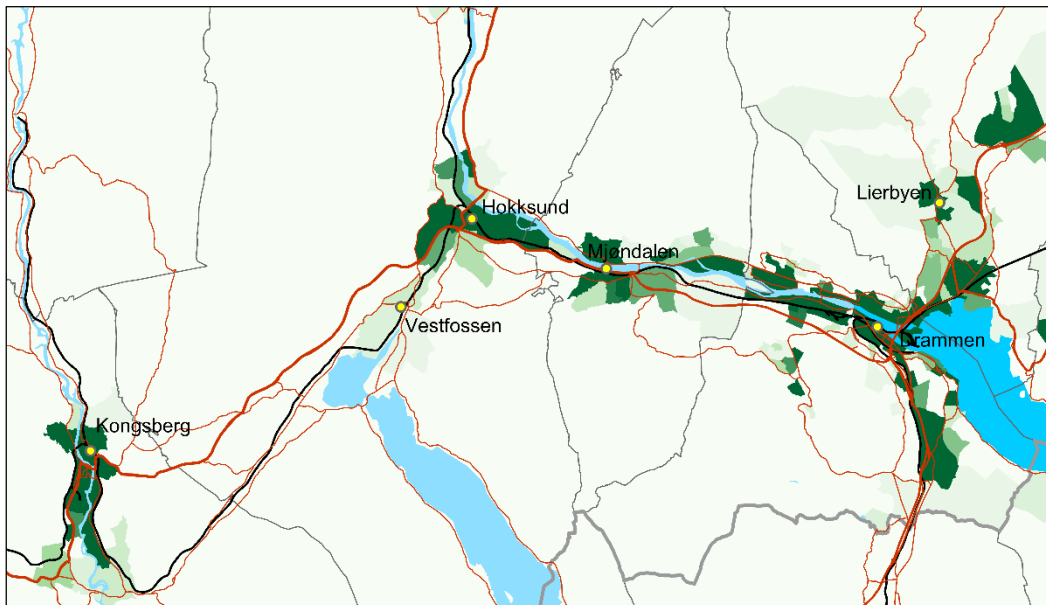 Lierbyen
Hokksund
Mjøndalen
Vestfossen
Drammen
Kongsberg